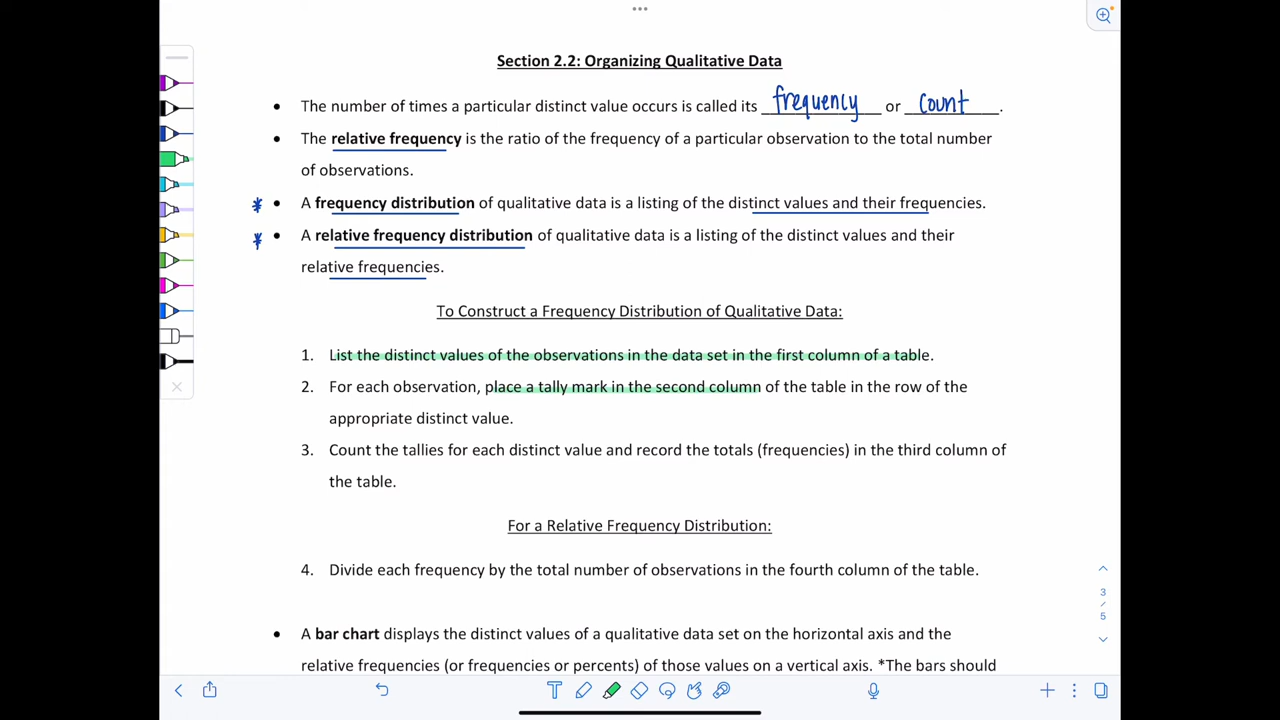 Section 2.2: Organizing Qualitative Data
• The number of times a particular distinct value occurs is called its frequency or count.
• The relative frequency is the ratio of the frequency of a particular observation to the total number
of observations.
* • A frequency distribution of qualitative data is a listing of the distinct values and their frequencies.
* • A relative frequency distribution of qualitative data is a listing of the distinct values and their
relative frequencies.
To Construct a Frequency Distribution of Qualitative Data:
1. List the distinct values of the observations in the data set in the first column of a table.
2. For each observation, place a tally mark in the second column of the table in the row of the
appropriate distinct value.
3. Count the tallies for each distinct value and record the totals (frequencies) in the third column of
the table.
For a Relative Frequency Distribution:
4. Divide each frequency by the total number of observations in the fourth column of the table.
3
/
5
• A bar chart displays the distinct values of a qualitative data set on the horizontal axis and the
relative frequencies (or frequencies or percents) of those values on a vertical axis. *The bars should